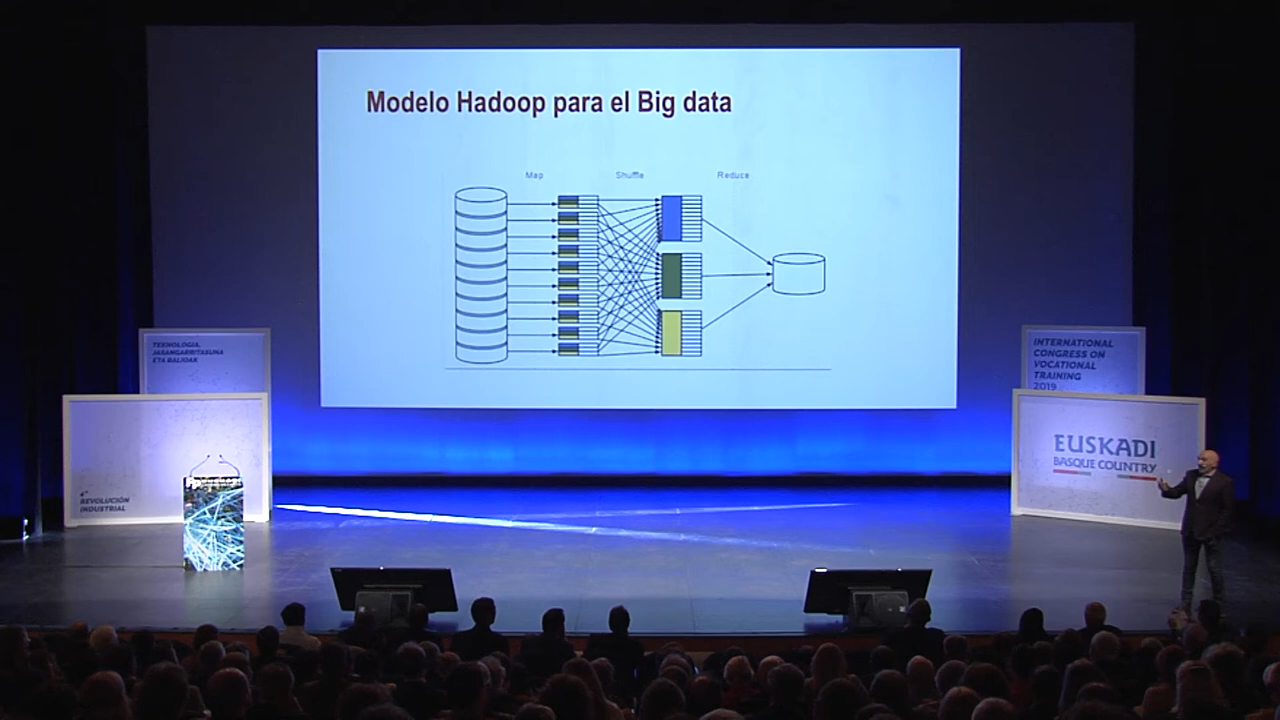 Modelo Hadoop para el Big data
Map Shuffle Reduce
TEKNOLOGIA,
JASANGARRITASUNA
ETA BALIOAK
INTERNATIONAL
CONGRESS ON
VOCATIONAL
TRAINING
2019
EUSKADI
BASQUE COUNTRY
REVOLUCIÓN
INDUSTRIAL